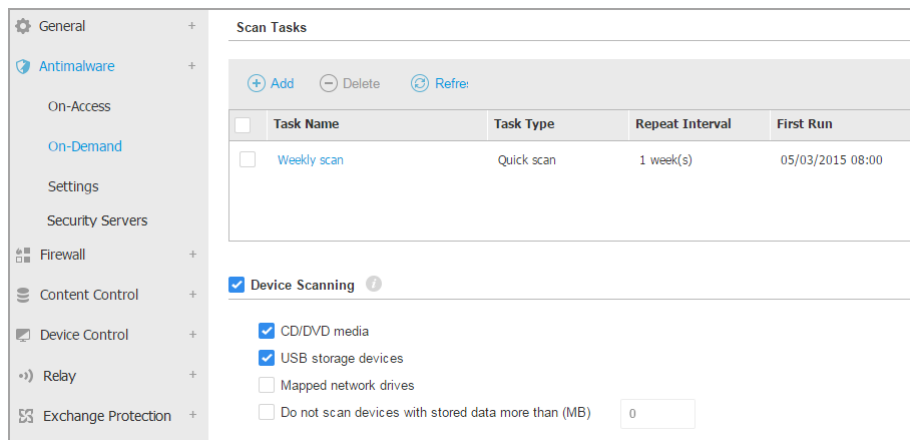 General +
Antimalware +
On-Access
On-Demand
Settings
Security Servers
Firewall +
Content Control +
Device Control +
Relay +
Exchange Protection +
Scan Tasks
Add Delete Refres
Task Name Task Type Repeat Interval First Run
Weekly scan Quick scan 1 week(s) 05/03/2015 08:00
Device Scanning
CD/DVD media
USB storage devices
Mapped network drives
Do not scan devices with stored data more than (MB) 0